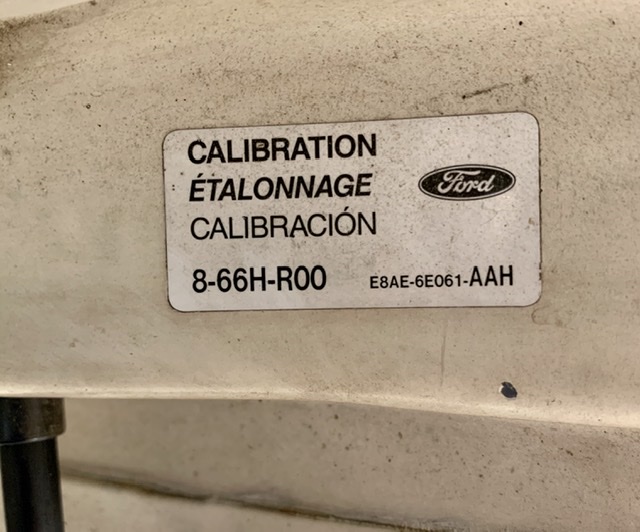 CALIBRATION
ÉTALONNAGE
CALIBRACIÓN
Ford
8-66H-R00 E8AE-6E061-AAH